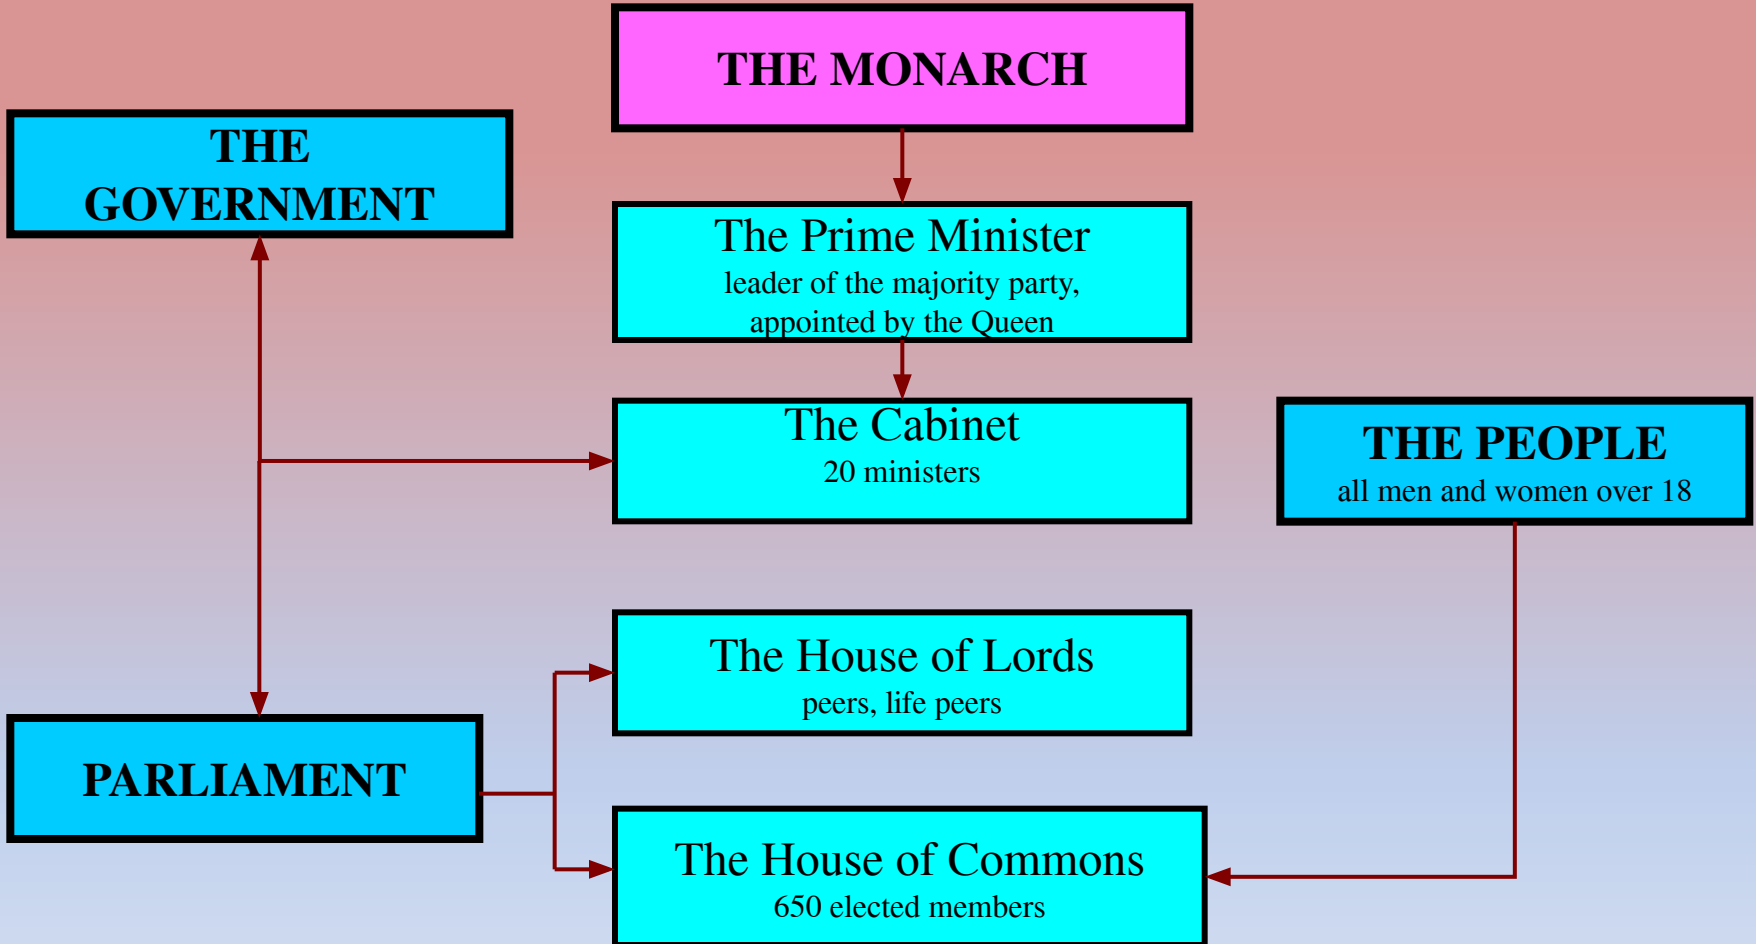 THE MONARCH
THE
GOVERNMENT
The Prime Minister
leader of the majority party,
appointed by the Queen
The Cabinet
20 ministers
THE PEOPLE
all men and women over 18
The House of Lords
peers, life peers
PARLIAMENT
The House of Commons
650 elected members